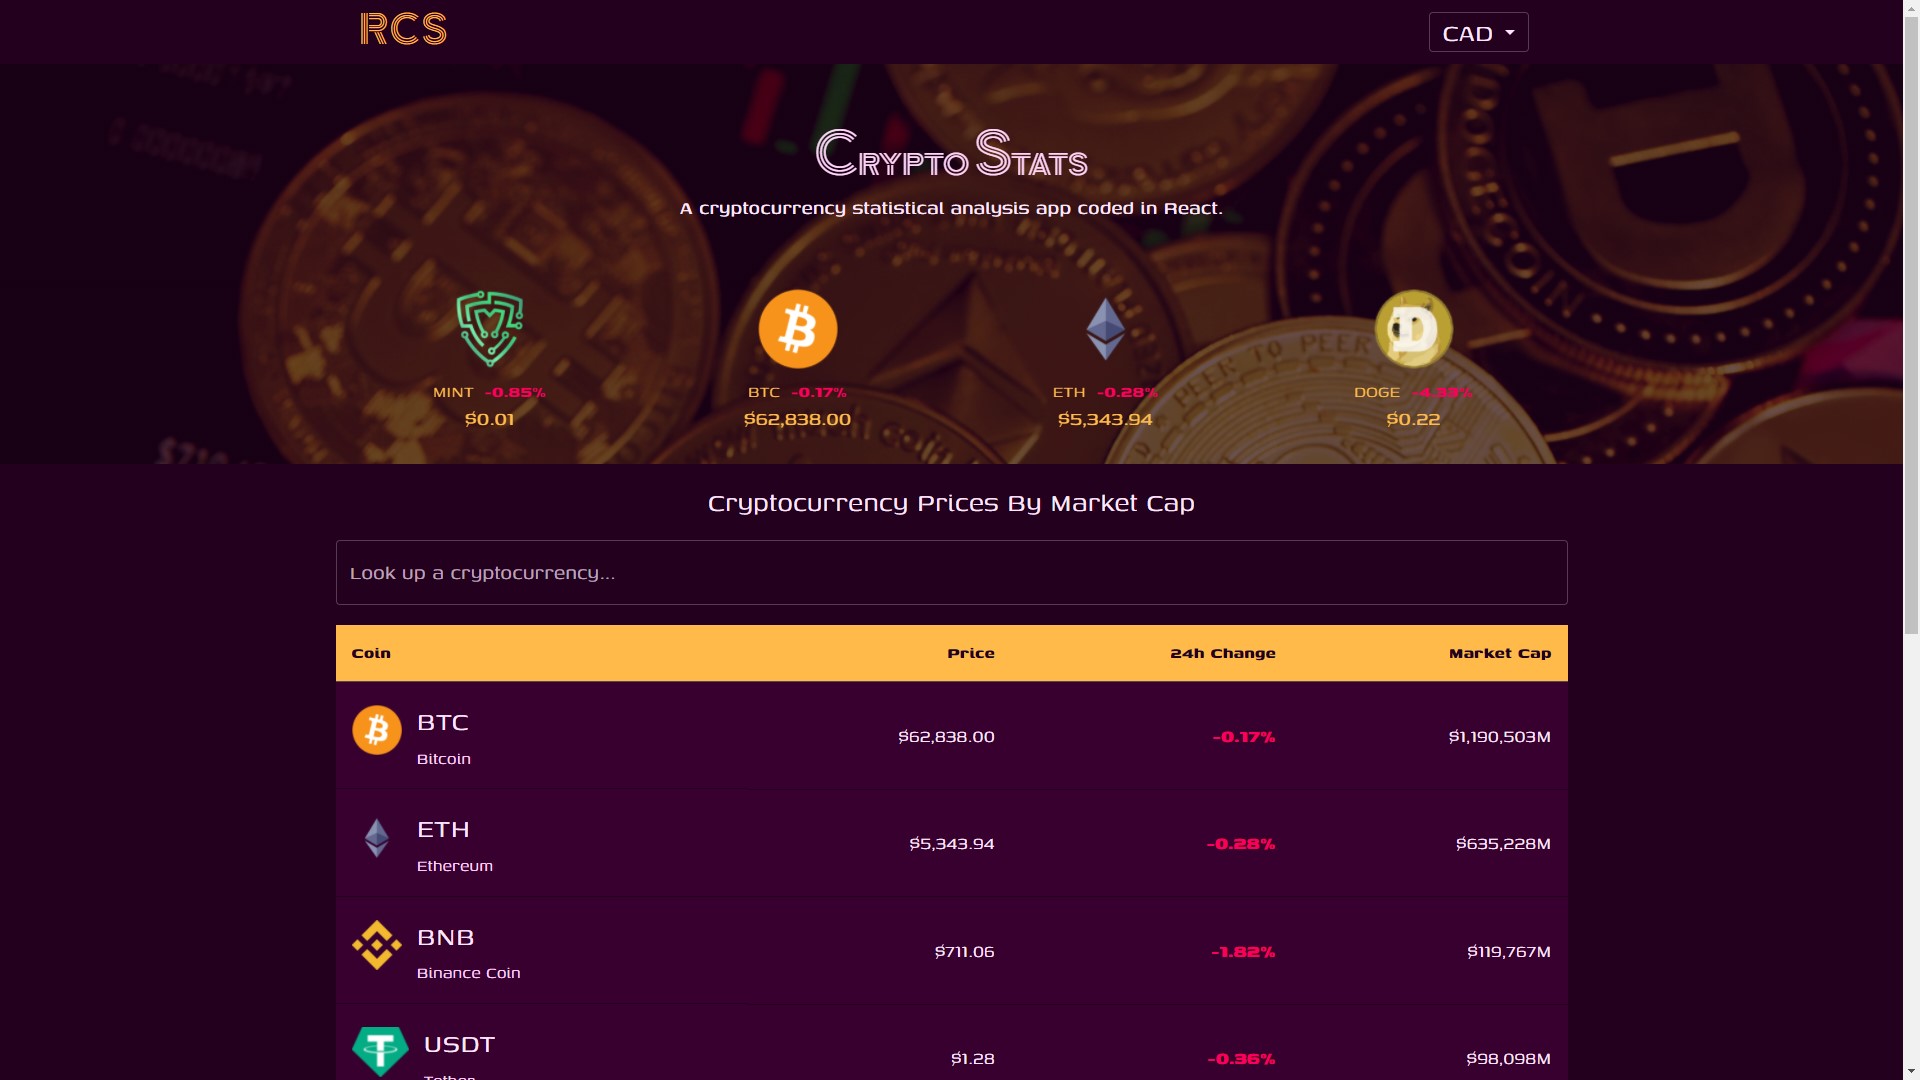 RCS
CAD
Crypto Stats
A cryptocurrency statistical analysis app coded in React.
MINT -0.85%
$0.01
BTC -0.17%
$62,838.00
ETH -0.28%
$5,343.94
DOGE -4.33%
$0.22
Cryptocurrency Prices By Market Cap
Look up a cryptocurrency...
Coin Price 24h Change Market Cap
BTC
Bitcoin
$62,838.00 -0.17% $1,190,503M
ETH
Ethereum
$5,343.94 -0.28% $635,228M
BNB
Binance Coin
$711.06 -1.82% $119,767M
USDT
Tether
$1.28 -0.36% $98,098M